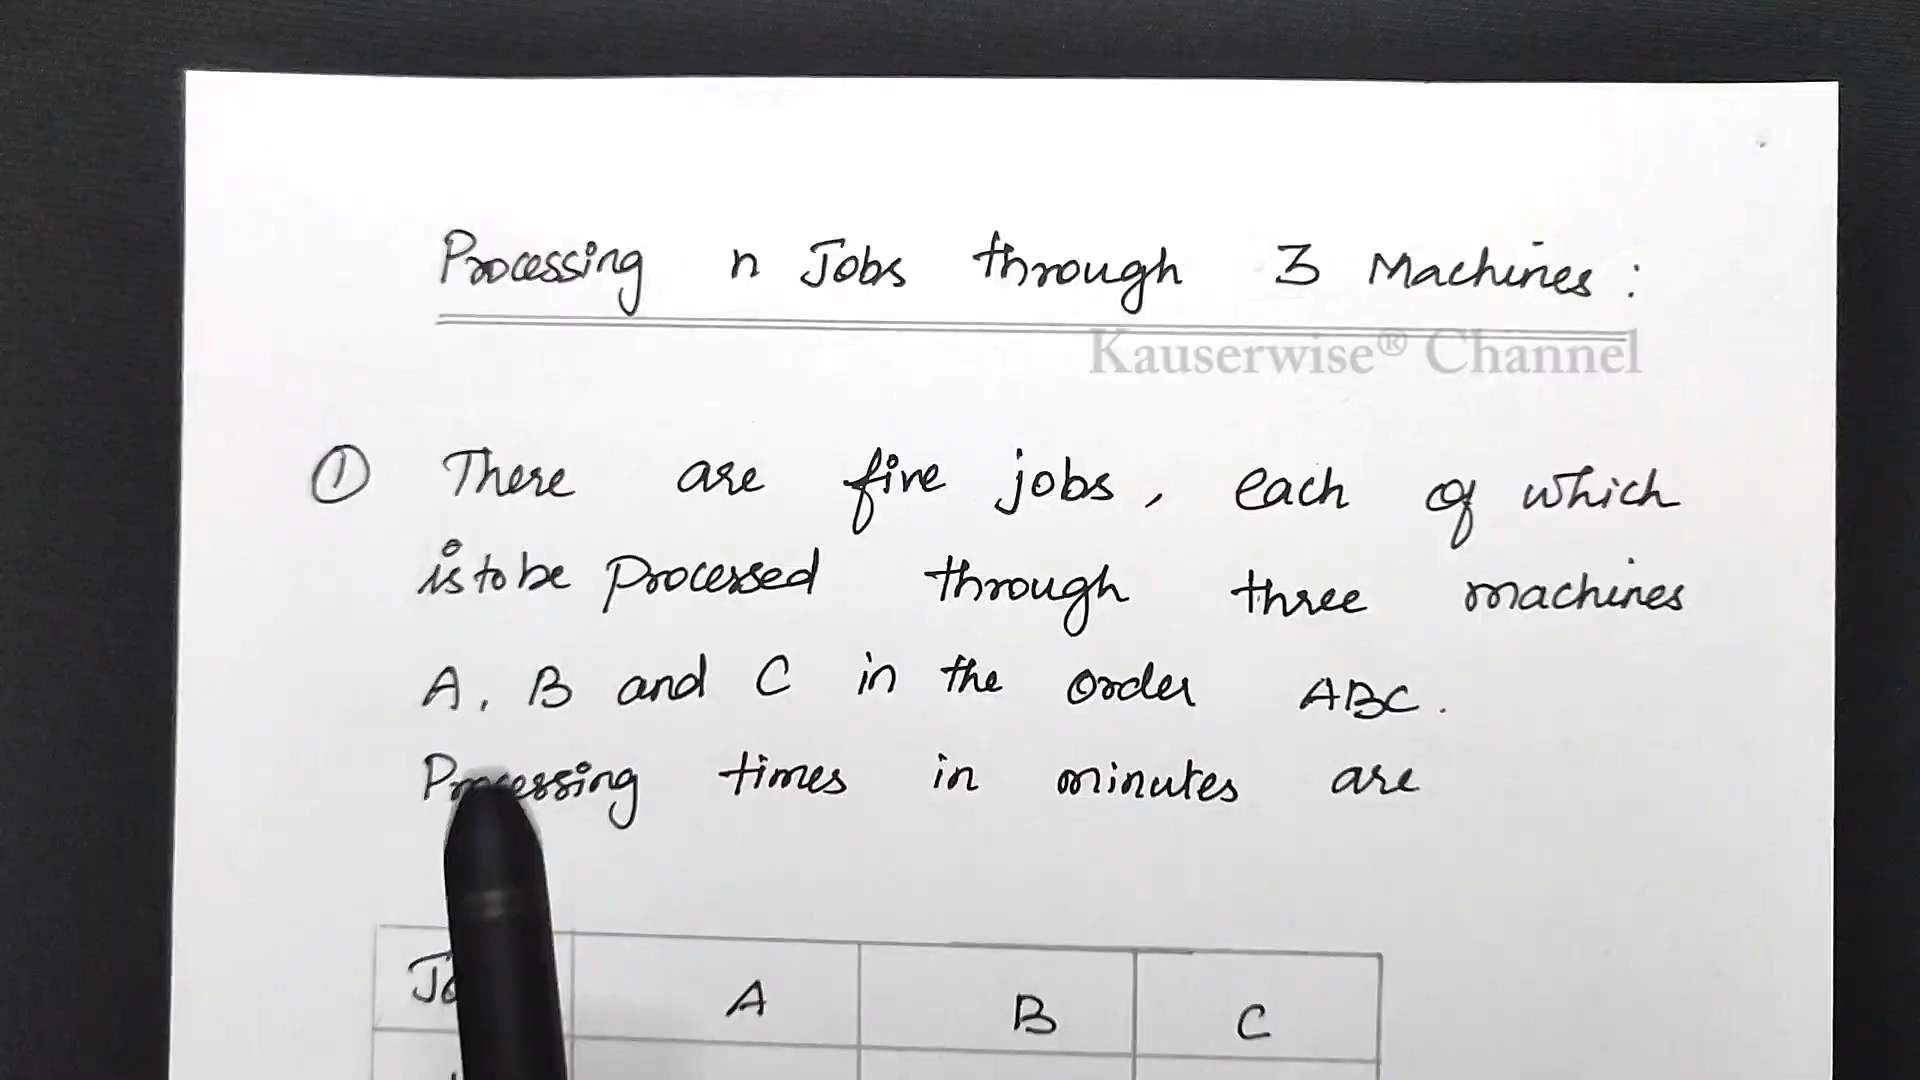 Processing n Jobs through 3 Machines:
Kauserwise® Channel
① There are five jobs, each of which
is to be processed through three machines
A, B and C in the order ABC.
Processing times in minutes are
A B C